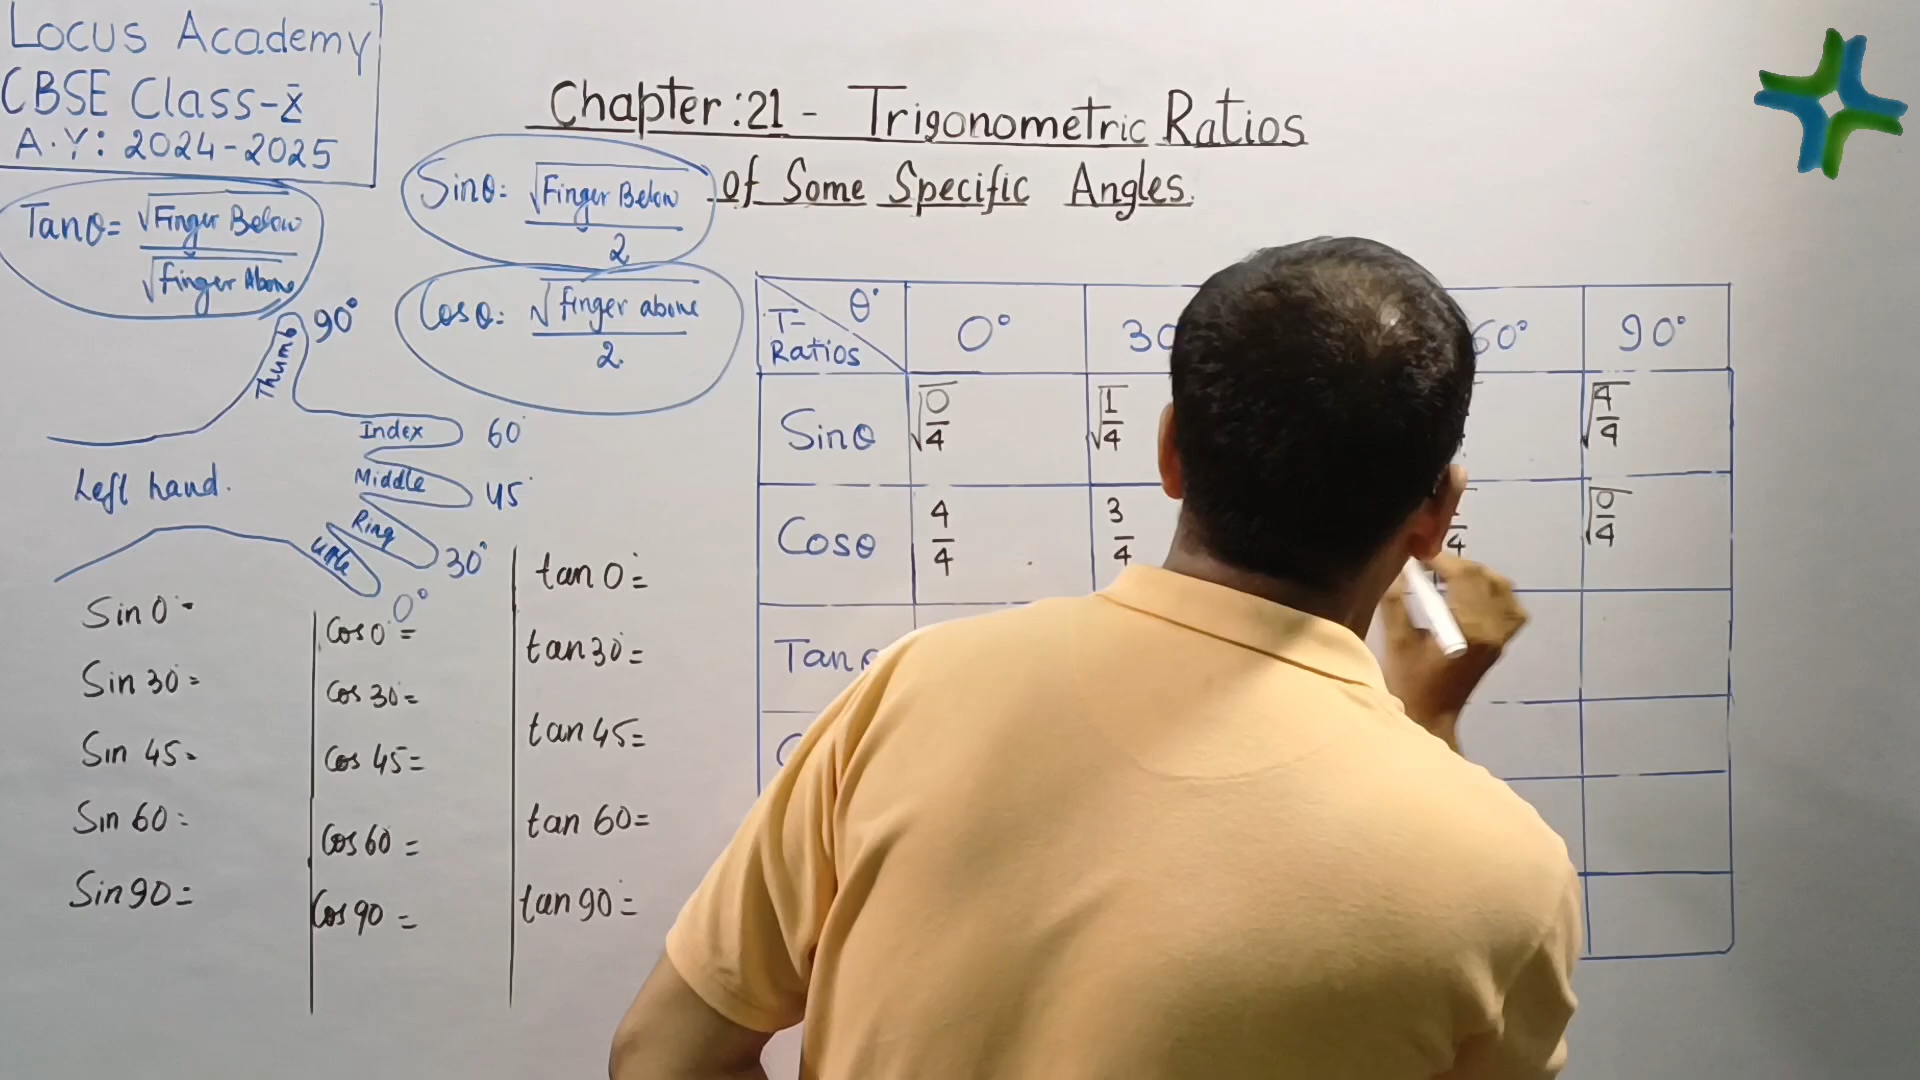 Locus Academy
CBSE Class-X
A.Y: 2024-2025
Chapter:21 - Trigonometric Ratios
of Some Specific Angles.
Tanθ= √Finger Below
√finger Above
Sinθ= √Finger Below
2
Cosθ= √finger above
2.
90°
Thumb
Index 60°
Middle 45°
Ring 30°
0°
Left hand.
Sin 0°=
Sin 30=
Sin 45=
Sin 60=
Sin 90=
Cos 0°=
Cos 30=
Cos 45=
Cos 60=
Cos 90=
tan 0=
tan 30=
tan 45=
tan 60=
tan 90=
θ° T-Ratios 0° 60° 90°
Sinθ √0/4 √1/4 √4/4
Cosθ 4/4 3/4 √0/4